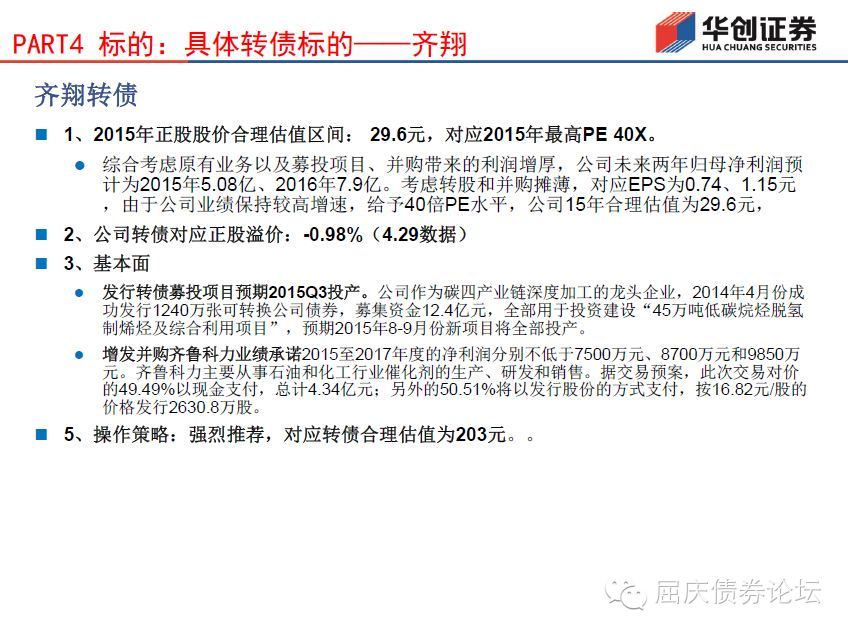 PART4 标的：具体转债标的——齐翔
华创证券
HUA CHUANG SECURITIES
齐翔转债
1、2015年正股股价合理估值区间： 29.6元，对应2015年最高PE 40X。
综合考虑原有业务以及募投项目、并购带来的利润增厚，公司未来两年归母净利润预
计为2015年5.08亿、2016年7.9亿。考虑转股和并购摊薄，对应EPS为0.74、1.15元
，由于公司业绩保持较高增速，给予40倍PE水平，公司15年合理估值为29.6元，
2、公司转债对应正股溢价：-0.98%（4.29数据）
3、基本面
发行转债募投项目预期2015Q3投产。公司作为碳四产业链深度加工的龙头企业，2014年4月份成
功发行1240万张可转换公司债券，募集资金12.4亿元，全部用于投资建设“45万吨低碳烷烃脱氢
制烯烃及综合利用项目”，预期2015年8-9月份新项目将全部投产。
增发并购齐鲁科力业绩承诺2015至2017年度的净利润分别不低于7500万元、8700万元和9850万
元。齐鲁科力主要从事石油和化工行业催化剂的生产、研发和销售。据交易预案，此次交易对价
的49.49%以现金支付，总计4.34亿元；另外的50.51%将以发行股份的方式支付，按16.82元/股的
价格发行2630.8万股。
5、操作策略：强烈推荐，对应转债合理估值为203元。。
屈庆债券论坛